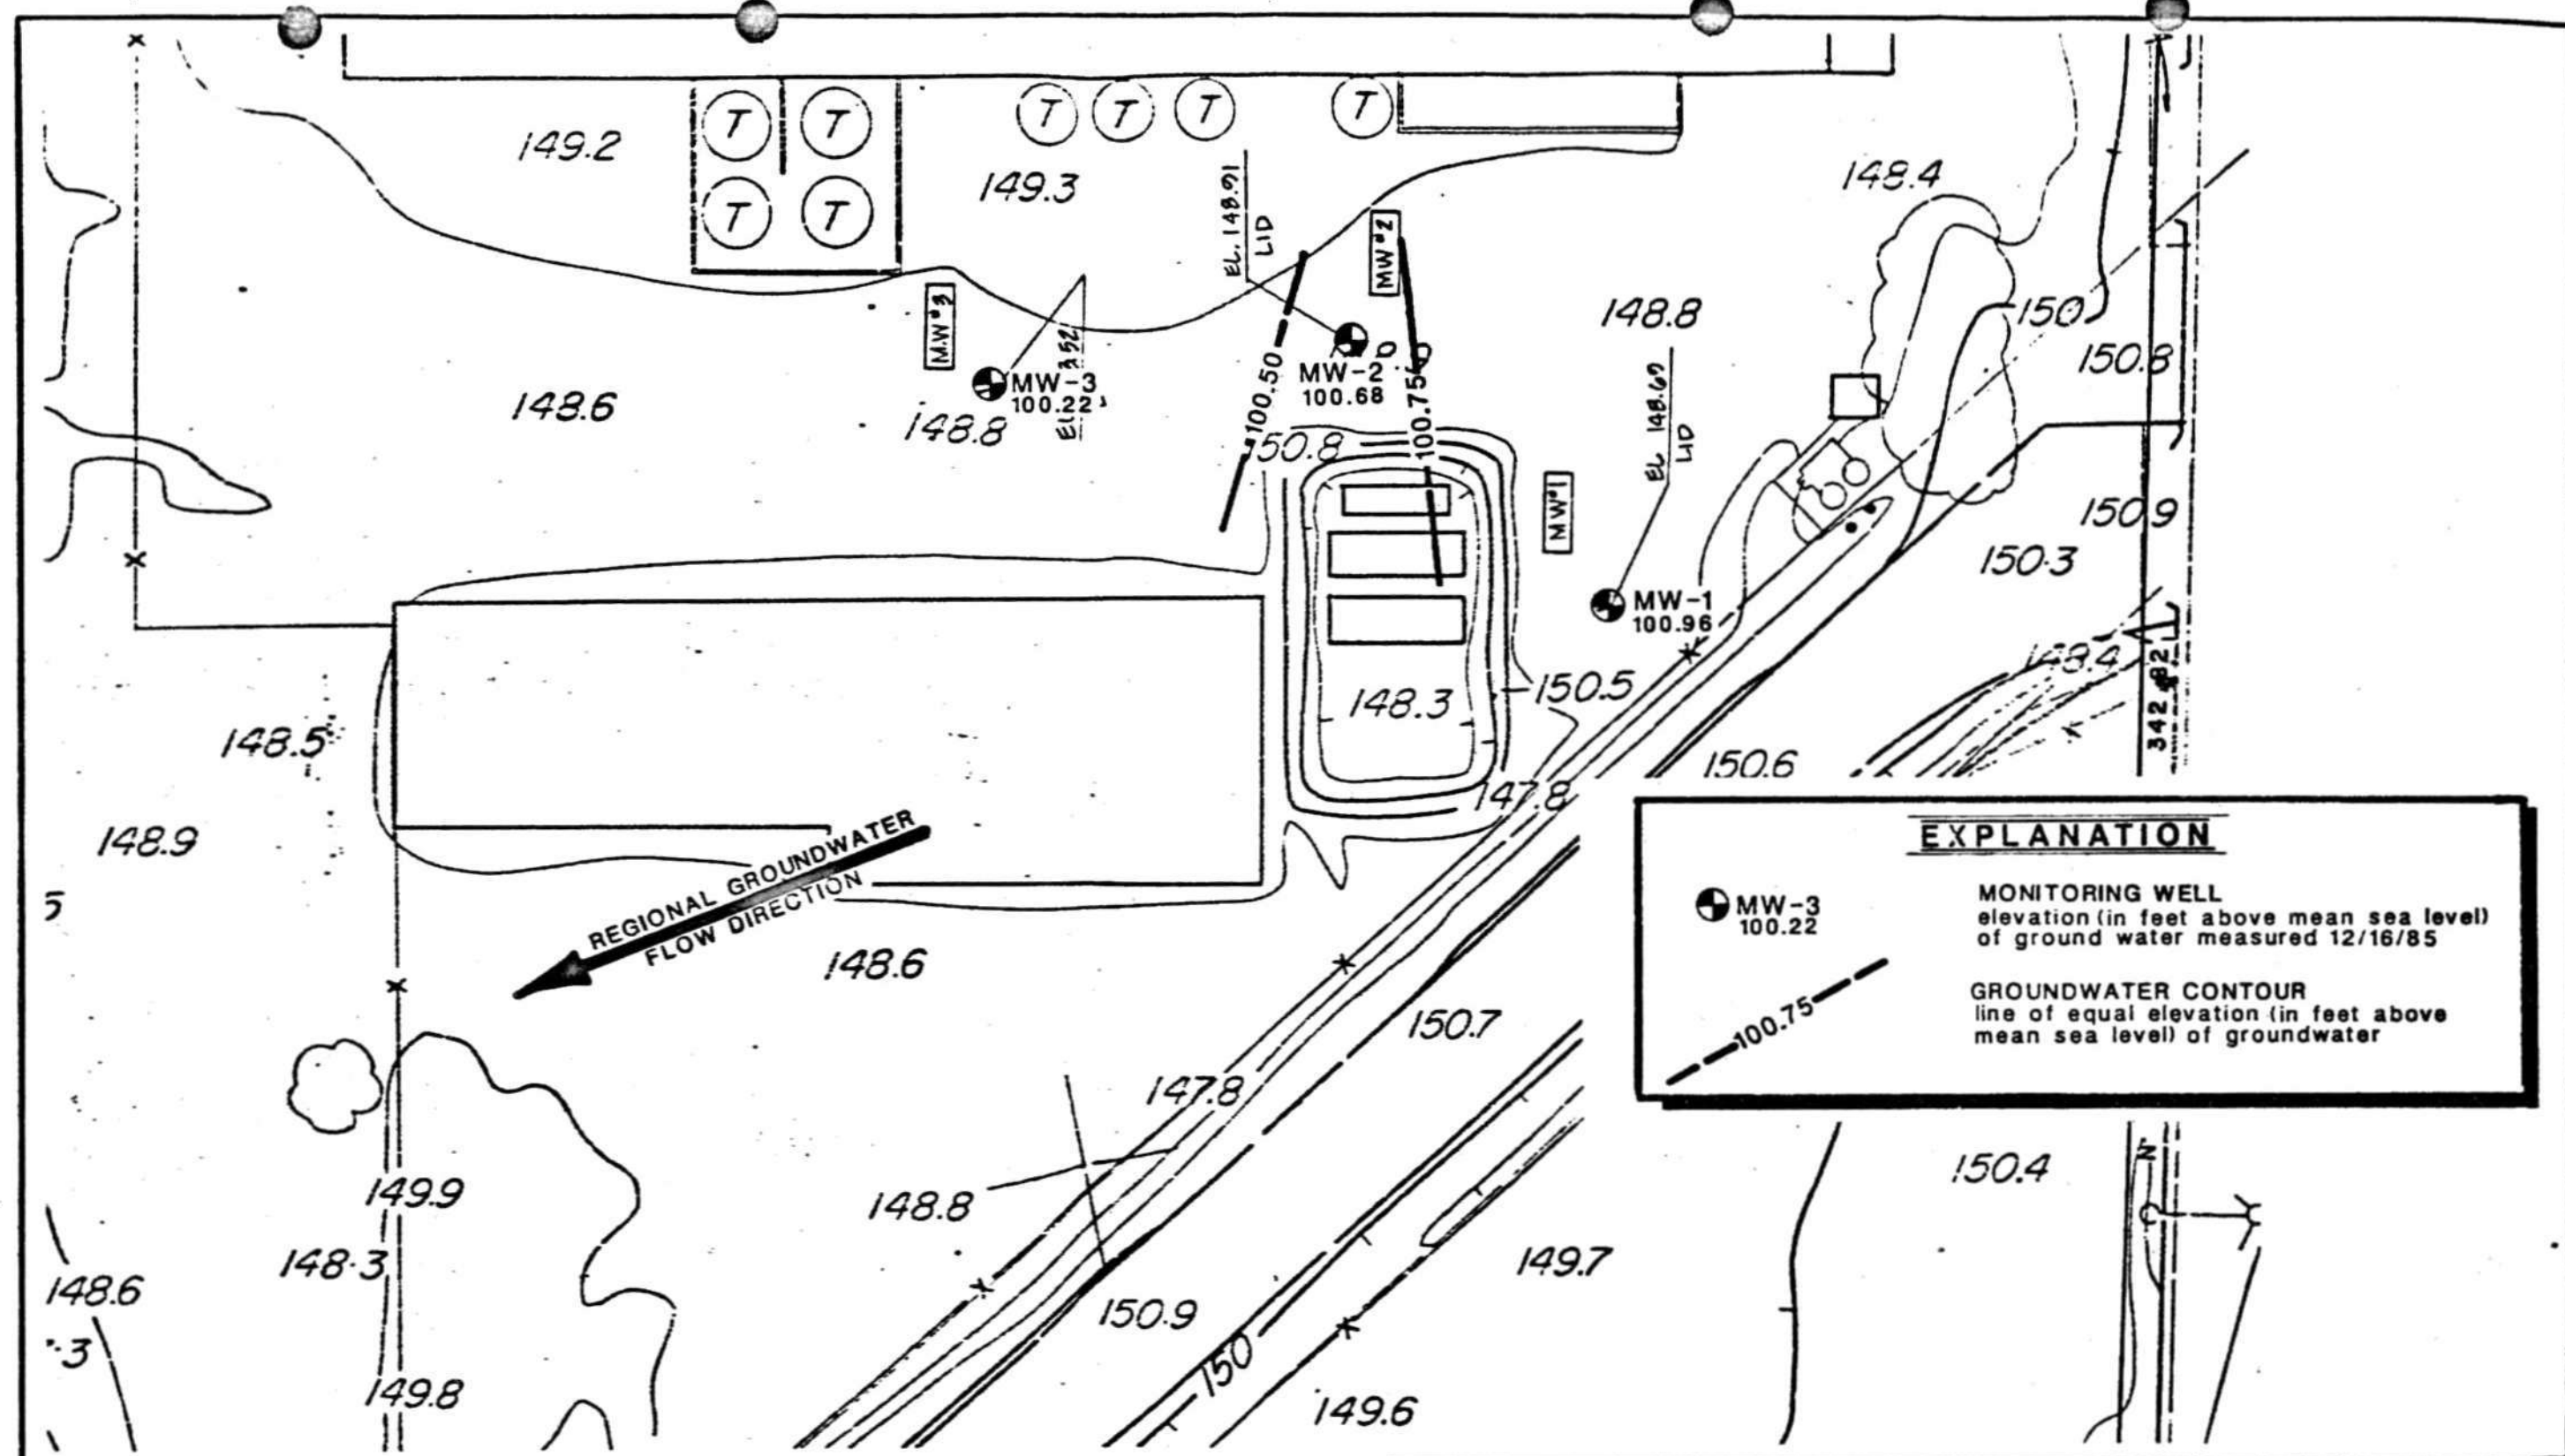 T T T T T T
149.2
T T
149.3
148.4
EL. 148.91
LID
MW#2
MW#3
148.8
150
150.8
MW-2
100.68
MW-3
100.22
100.50
100.75
148.6
148.8
EL 148.69
LID
50.8
MW#1
150.9
150.3
MW-1
100.96
148.4
342
150.5
148.3
148.5
150.6
147.8
148.9
REGIONAL GROUNDWATER
FLOW DIRECTION
5
148.6
EXPLANATION
MW-3
100.22
MONITORING WELL
elevation (in feet above mean sea level)
of ground water measured 12/16/85
100.75
GROUNDWATER CONTOUR
line of equal elevation (in feet above
mean sea level) of groundwater
150.7
147.8
149.9
148.8
150.4
N
148.3
148.6
149.7
150.9
3
150
149.8
149.6